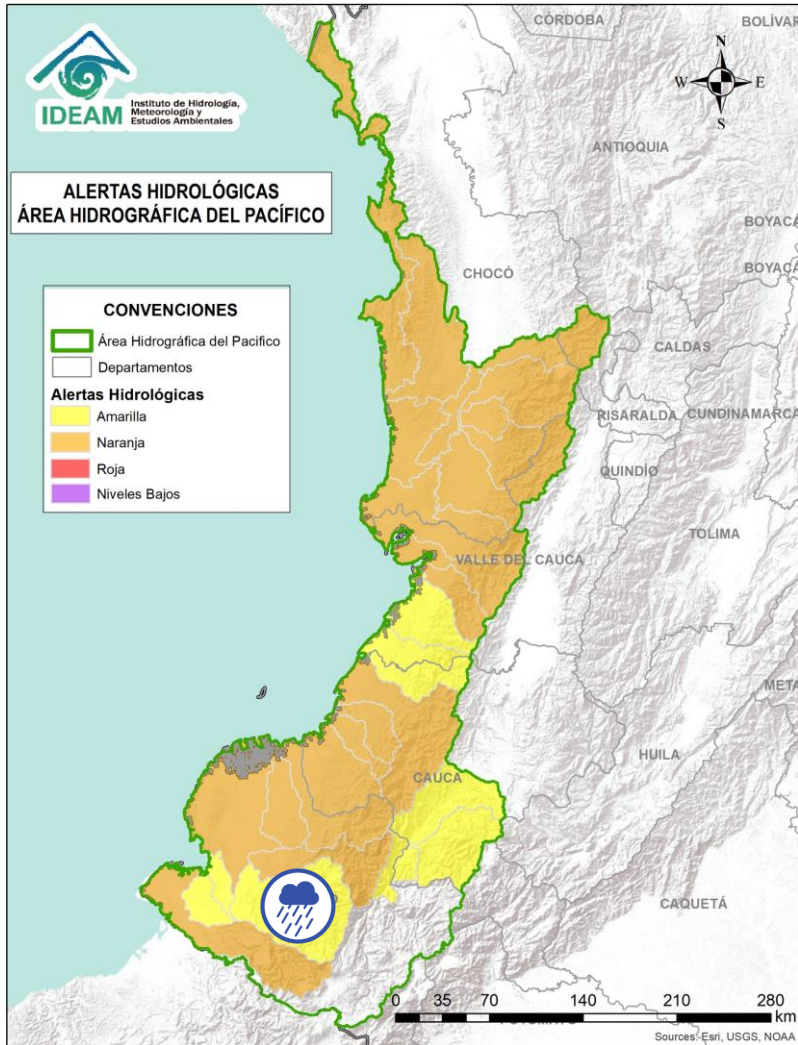 CÓRDOBA
BOLÍVAR
N
W
E
S
IDEAM
Instituto de Hidrología,
Meteorología y
Estudios Ambientales
ANTIOQUIA
ALERTAS HIDROLÓGICAS
ÁREA HIDROGRÁFICA DEL PACÍFICO
BOYACÁ
BOYACÁ
CHOCÓ
CONVENCIONES
Área Hidrográfica del Pacifico
Departamentos
Alertas Hidrológicas
Amarilla
Naranja
Roja
Niveles Bajos
CALDAS
RISARALDA
CUNDINAMARCA
QUINDÍO
TOLIMA
VALLE DEL CAUCA
META
HUILA
CAUCA
CAQUETÁ
0 35 70 140 210 280
km
Sources: Esri, USGS, NOAA